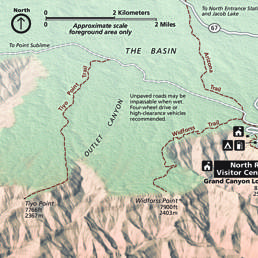 North
0
2 Kilometers
0
2 Miles
Approximate scale
foreground area only
To North Entrance Stati
and Jacob Lake
67
To Point Sublime
THE BASIN
Arizona
Trail
Tiyo Point Trail
OUTLET CANYON
Unpaved roads may be
impassable when wet.
Four-wheel drive or
high-clearance vehicles
recommended.
Widforss Trail
North R
Visitor Cen
Grand Canyon Lo
Tiyo Point
7766ft
2367m
Widforss Point
7900ft
2403m